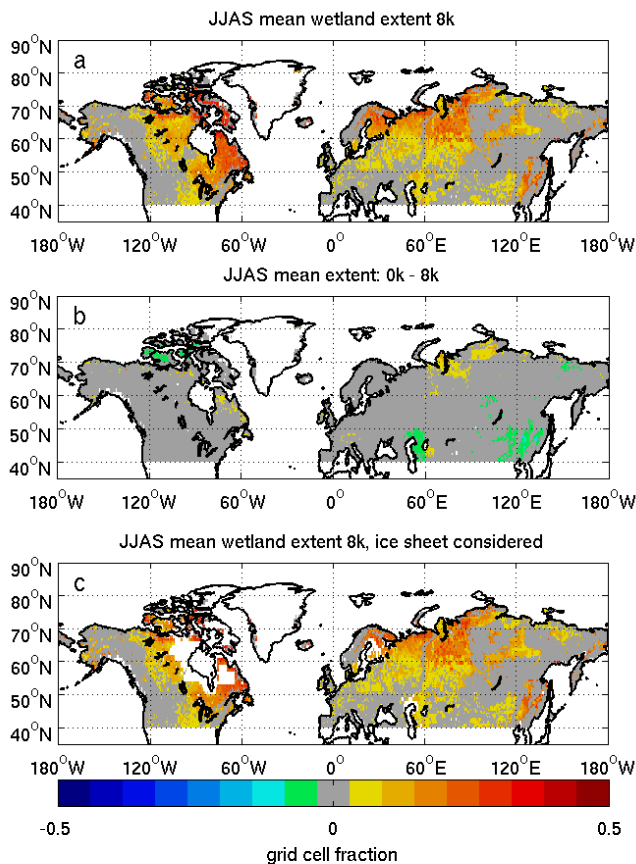 JJAS mean wetland extent 8k
90°N
a
80°N
70°N
60°N
50°N
40°N
180°W 120°W 60°W 0° 60°E 120°E 180°W
JJAS mean extent: 0k - 8k
90°N
b
80°N
70°N
60°N
50°N
40°N
180°W 120°W 60°W 0° 60°E 120°E 180°W
JJAS mean wetland extent 8k, ice sheet considered
90°N
c
80°N
70°N
60°N
50°N
40°N
180°W 120°W 60°W 0° 60°E 120°E 180°W
-0.5 0 0.5
grid cell fraction